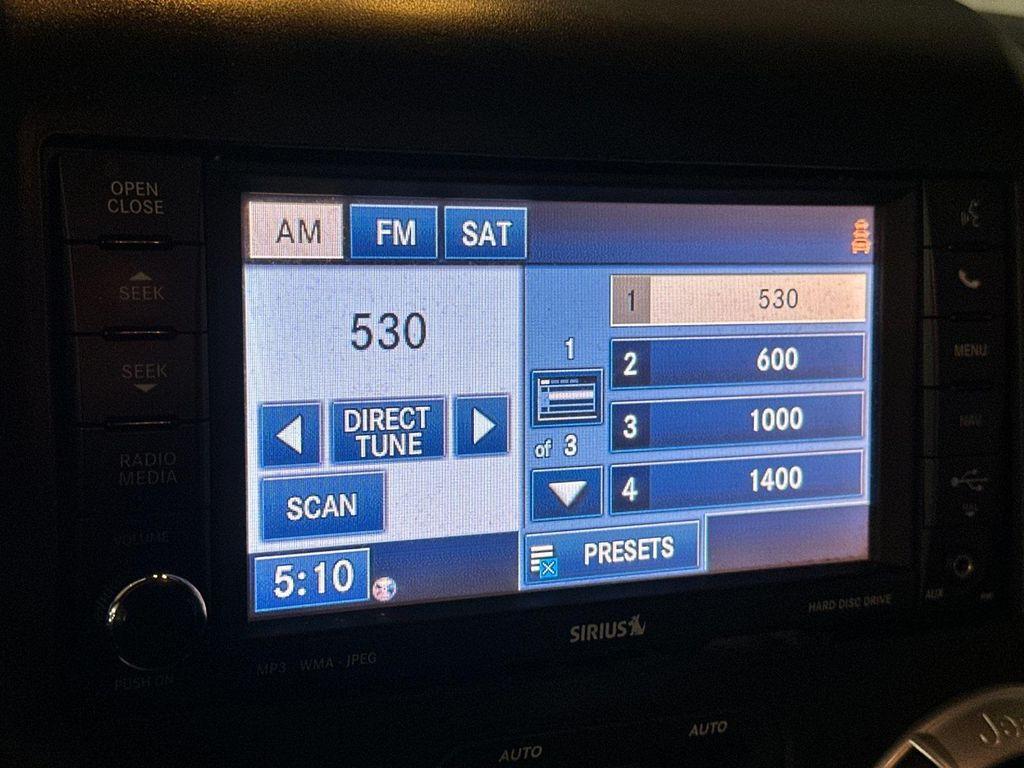 OPEN
CLOSE
SEEK
SEEK
RADIO
MEDIA
VOLUME
PUSH ON
AM FM SAT
530
DIRECT
TUNE
SCAN
5:10
1
of 3
1 530
2 600
3 1000
4 1400
PRESETS
MENU
NAV
AUX
SIRIUS
HARD DISC DRIVE
MP3 - WMA - JPEG
AUTO
AUTO